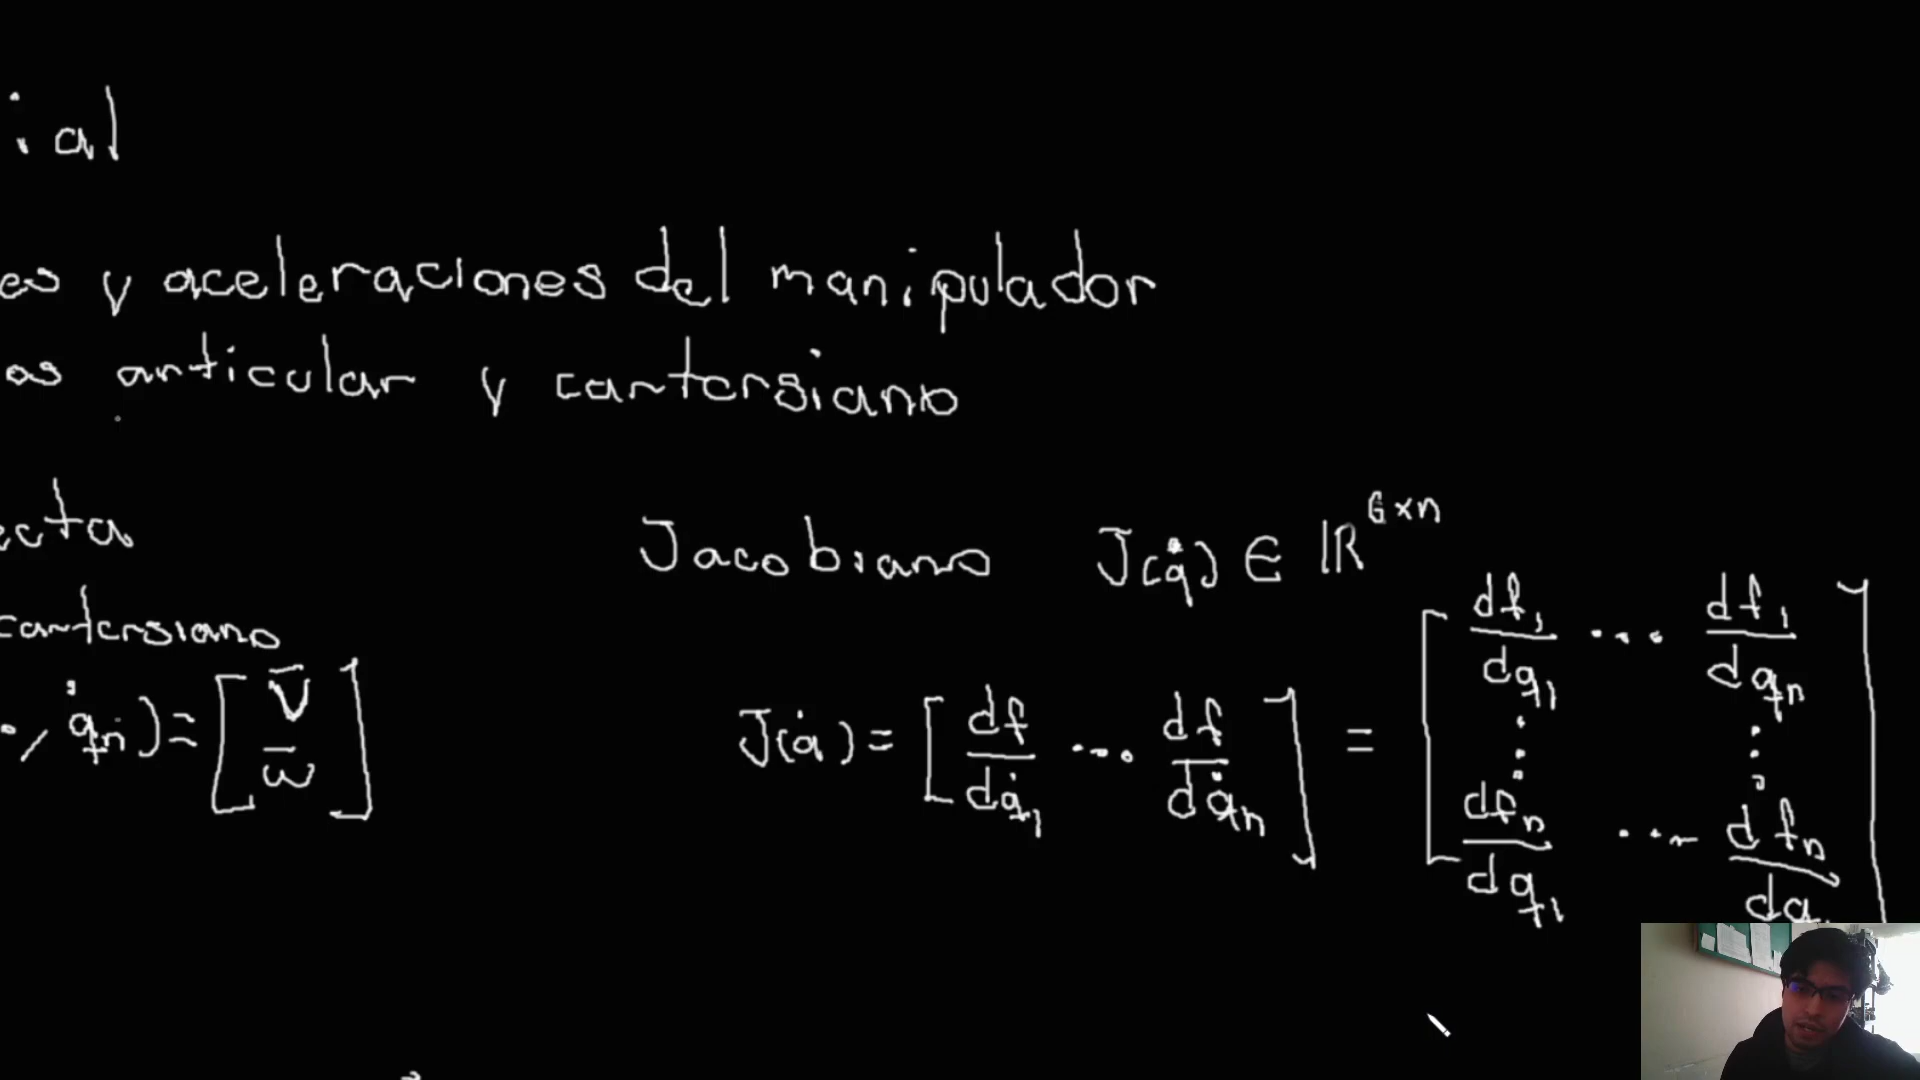 ial
es y aceleraciones del manipulador
os articular y cartersiano
ecta
cartersiano
, q̇n) = [ v̄ ω̄ ]
Jacobiano J(q̇) ∈ ℝ^6×n
J(q̇) = [ df/dq̇1 ... df/dq̇n ] = [ df1/dq1 ... df1/dqn ⋮ ⋮ dfn/dq1 ... dfn/dq